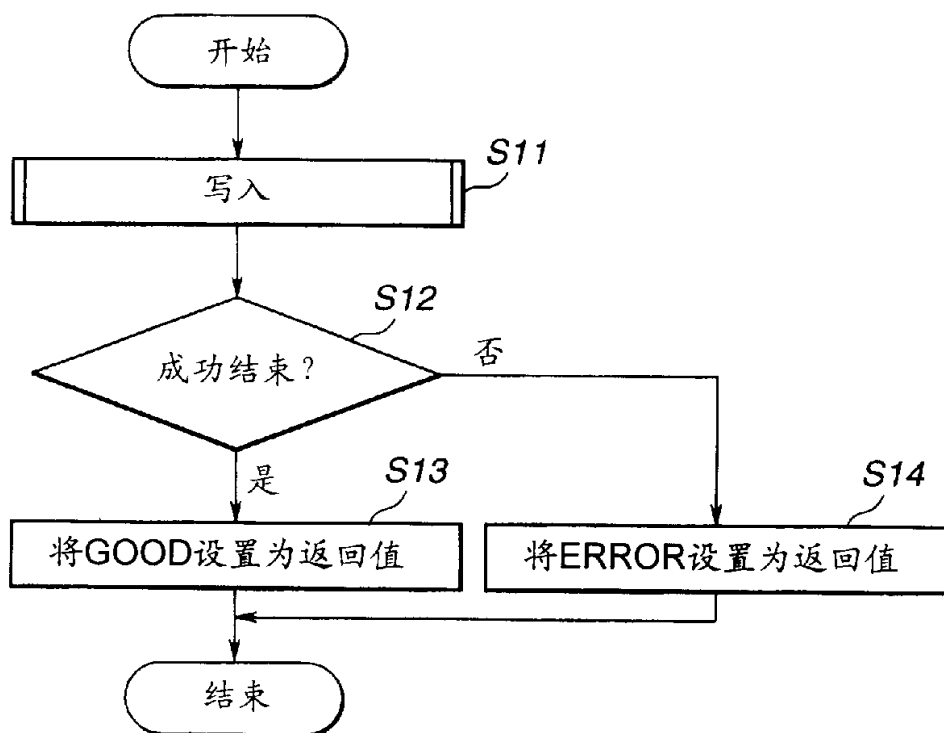 开始
S11
写入
S12
成功结束?
否
是
S13
S14
将GOOD设置为返回值
将ERROR设置为返回值
结束